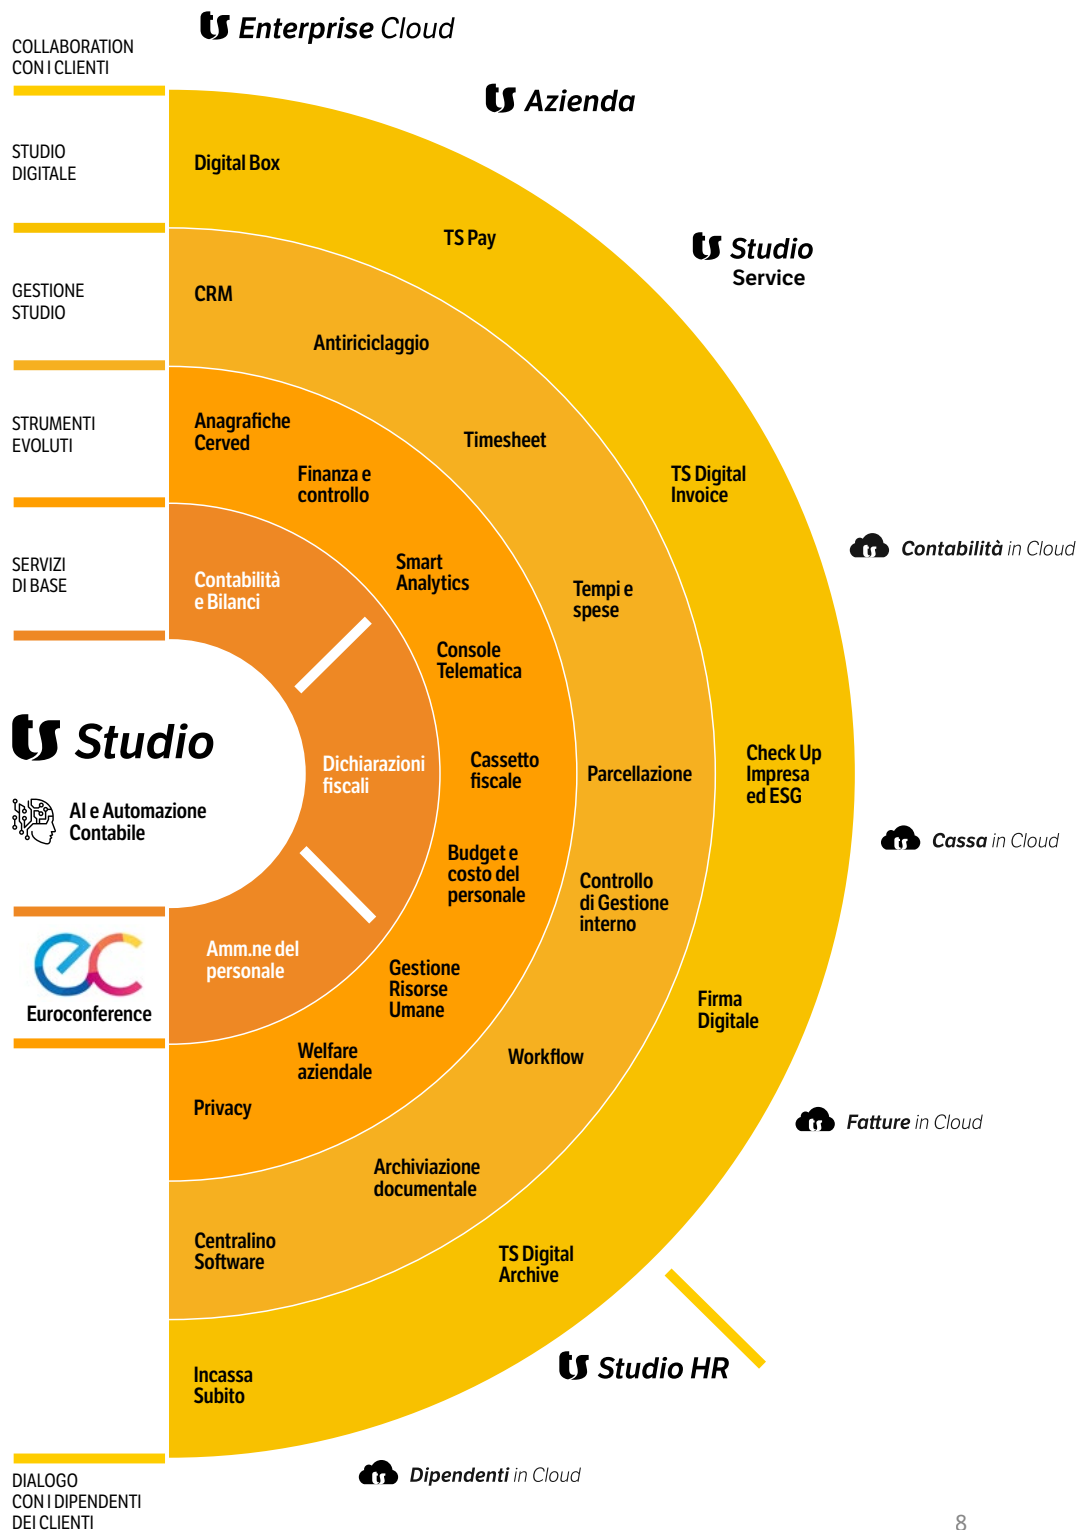 COLLABORATION
CON I CLIENTI
ts Enterprise Cloud
ts Azienda
ts Studio
Service
Contabilità in Cloud
Cassa in Cloud
Fatture in Cloud
STUDIO
DIGITALE
Digital Box
TS Pay
TS Digital
Invoice
Check Up
Impresa
ed ESG
Firma
Digitale
TS Digital
Archive
Incassa
Subito
GESTIONE
STUDIO
CRM
Antiriciclaggio
Timesheet
Tempi e
spese
Parcellazione
Controllo
di Gestione
interno
Workflow
Archiviazione
documentale
Centralino
Software
STRUMENTI
EVOLUTI
Anagrafiche
Cerved
Finanza e
controllo
Smart
Analytics
Console
Telematica
Cassetto
fiscale
Budget e
costo del
personale
Gestione
Risorse
Umane
Welfare
aziendale
Privacy
SERVIZI
DI BASE
Contabilità
e Bilanci
Dichiarazioni
fiscali
Amm.ne del
personale
ts Studio
AI e Automazione
Contabile
ec
Euroconference
ts Studio HR
Dipendenti in Cloud
DIALOGO
CON I DIPENDENTI
DEI CLIENTI
8